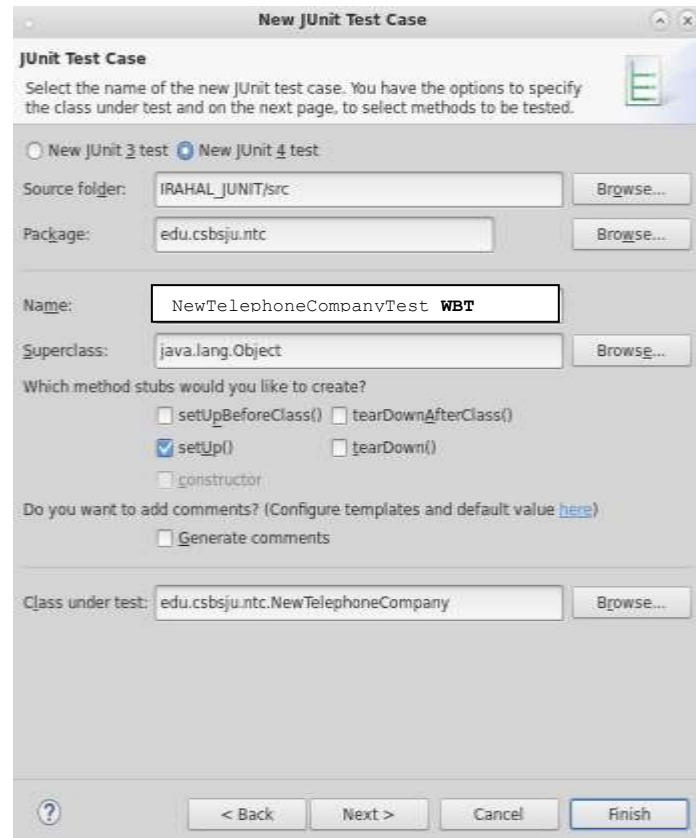 New JUnit Test Case
JUnit Test Case
Select the name of the new JUnit test case. You have the options to specify
the class under test and on the next page, to select methods to be tested.
New JUnit 3 test New JUnit 4 test
Source folder: IRAHAL_JUNIT/src Browse...
Package: edu.csbsju.ntc Browse...
Name: NewTelephoneCompanyTest WBT
Superclass: java.lang.Object Browse...
Which method stubs would you like to create?
setUpBeforeClass() tearDownAfterClass()
setUp() tearDown()
constructor
Do you want to add comments? (Configure templates and default value here)
Generate comments
Class under test: edu.csbsju.ntc.NewTelephoneCompany Browse...
? < Back Next > Cancel Finish